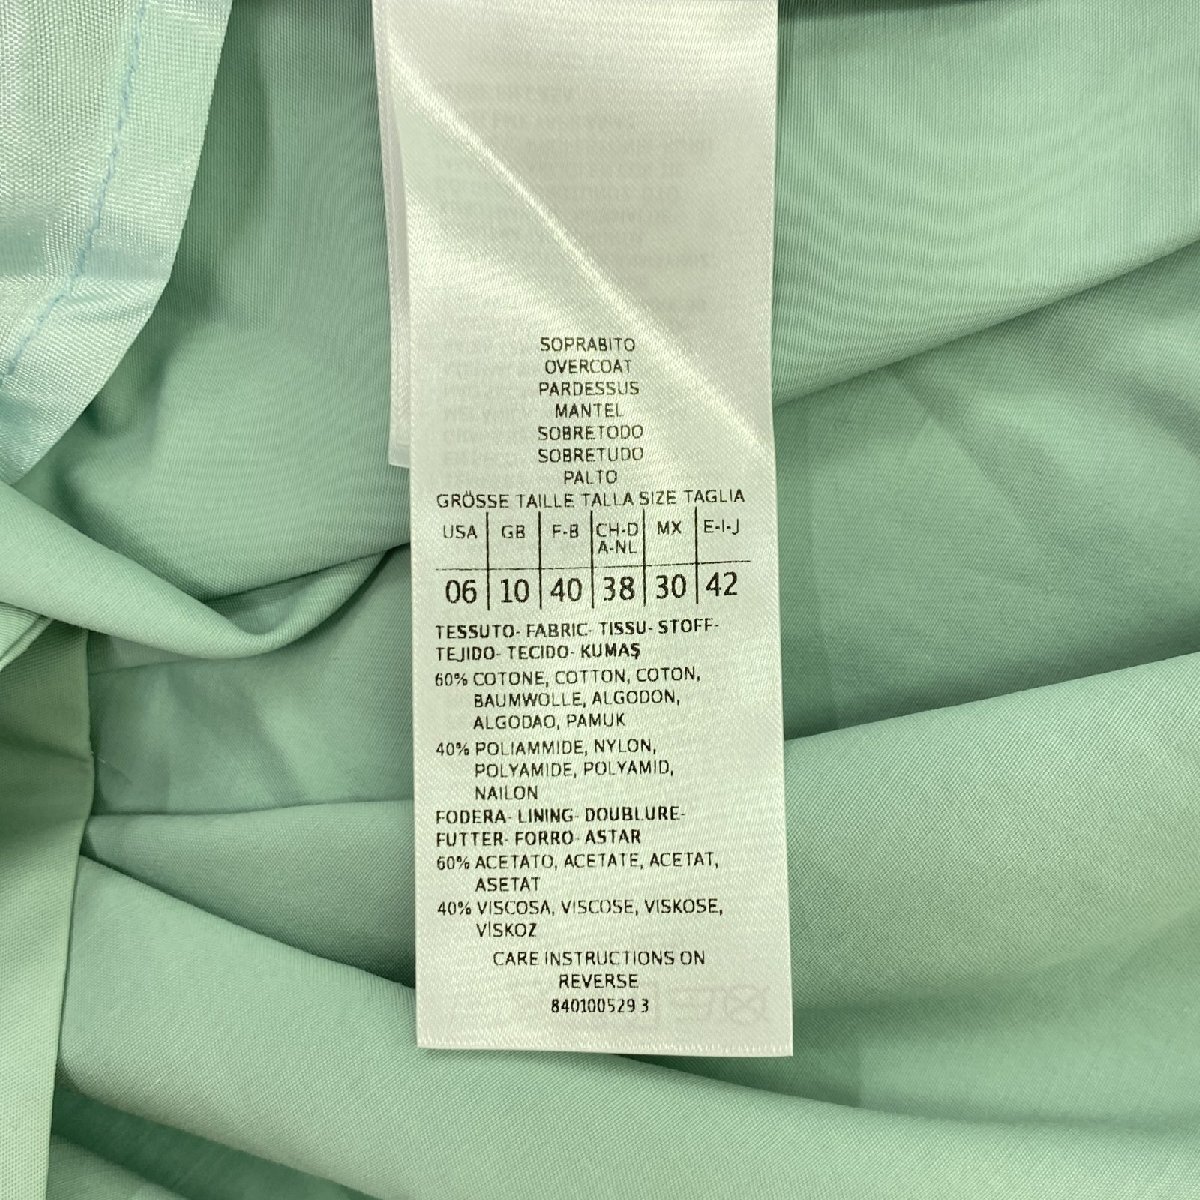 SOPRABITO
OVERCOAT
PARDESSUS
MANTEL
SOBRETODO
SOBRETUDO
PALTO
GRÖSSE TAILLE TALLA SIZE TAGLIA
USA GB F-B CH-D A-NL MX E-I-J
06 10 40 38 30 42
TESSUTO- FABRIC- TISSU- STOFF-
TEJIDO- TECIDO- KUMAŞ
60% COTONE, COTTON, COTON,
BAUMWOLLE, ALGODON,
ALGODAO, PAMUK
40% POLIAMMIDE, NYLON,
POLYAMIDE, POLYAMID,
NAILON
FODERA- LINING- DOUBLURE-
FUTTER- FORRO- ASTAR
60% ACETATO, ACETATE, ACETAT,
ASETAT
40% VISCOSA, VISCOSE, VISKOSE,
VİSKOZ
CARE INSTRUCTIONS ON
REVERSE
840100529 3